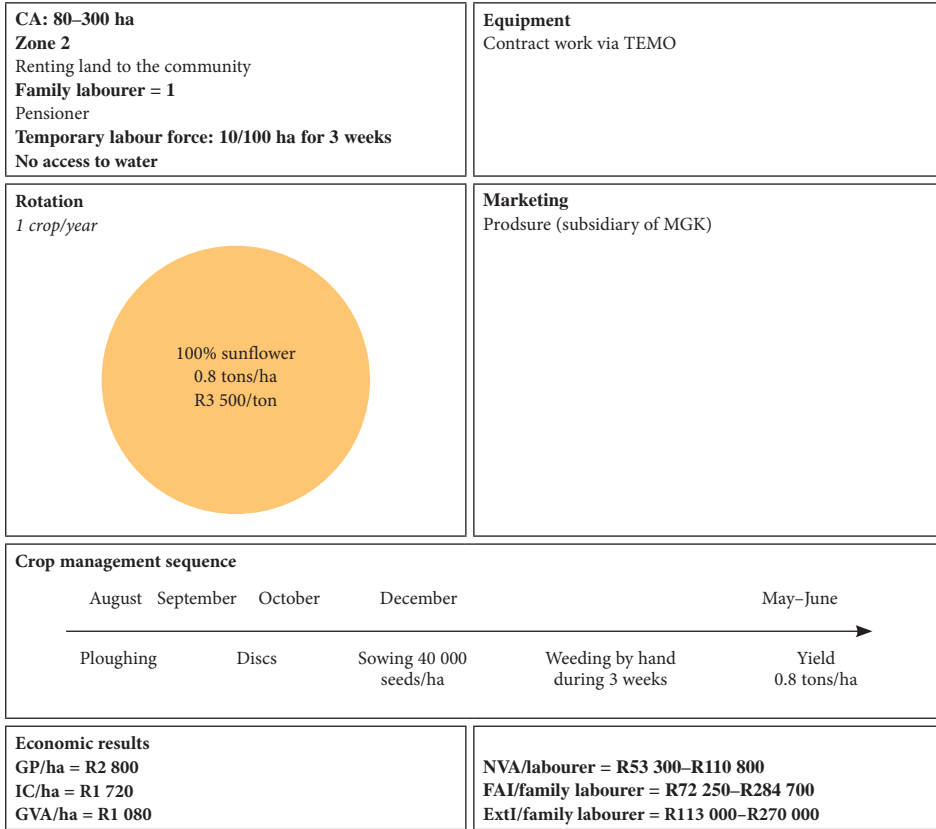 CA: 80–300 ha
Zone 2
Renting land to the community
Family labourer = 1
Pensioner
Temporary labour force: 10/100 ha for 3 weeks
No access to water
Equipment
Contract work via TEMO
Rotation
1 crop/year
100% sunflower
0.8 tons/ha
R3 500/ton
Marketing
Prodsure (subsidiary of MGK)
Crop management sequence
August September October December May–June
Ploughing Discs Sowing 40 000 Weeding by hand Yield
seeds/ha during 3 weeks 0.8 tons/ha
Economic results
GP/ha = R2 800
IC/ha = R1 720
GVA/ha = R1 080
NVA/labourer = R53 300–R110 800
FAI/family labourer = R72 250–R284 700
ExtI/family labourer = R113 000–R270 000